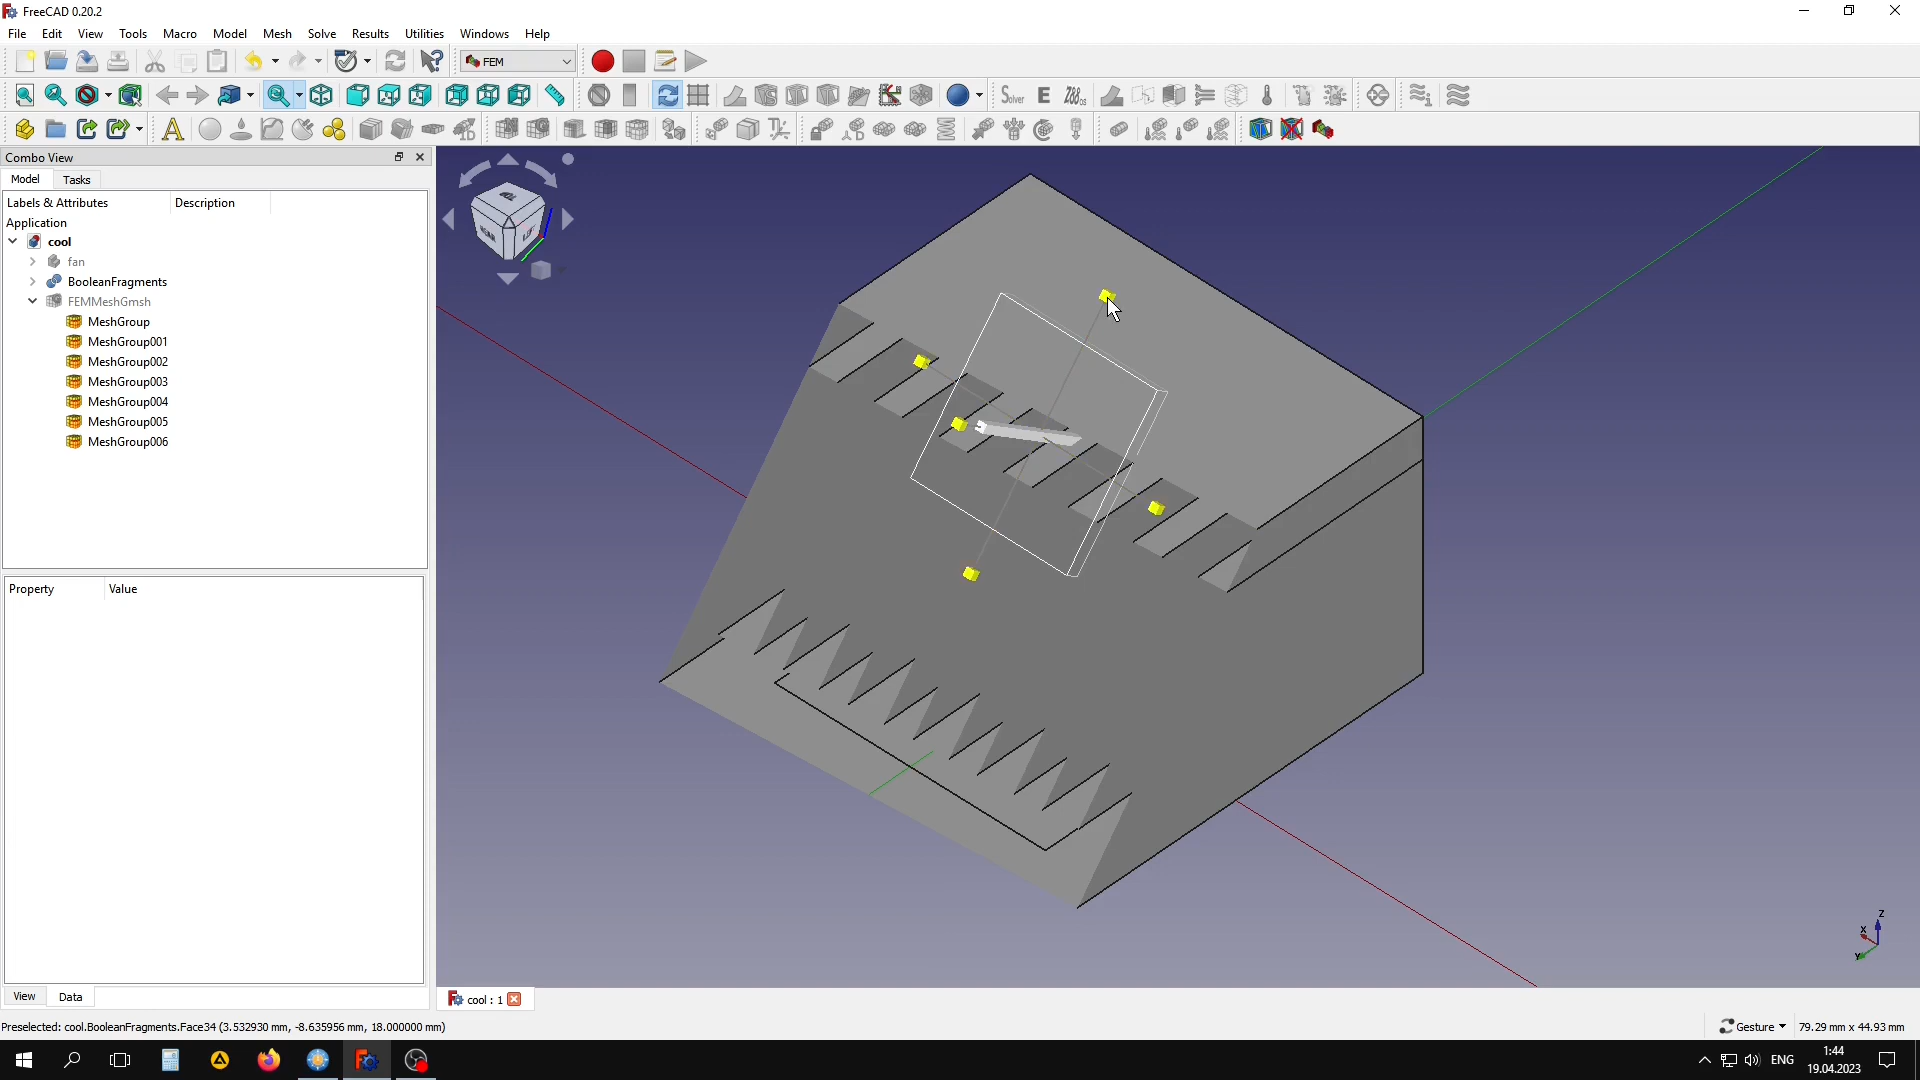 FreeCAD 0.20.2
File Edit View Tools Macro Model Mesh Solve Results Utilities Windows Help
FEM
Solver E Z88os
Combo View
Model Tasks
Labels & Attributes Description
Application
cool
fan
BooleanFragments
FEMMeshGmsh
MeshGroup
MeshGroup001
MeshGroup002
MeshGroup003
MeshGroup004
MeshGroup005
MeshGroup006
Property Value
REAR
Z
X
Y
View Data
cool : 1
Preselected: cool.BooleanFragments.Face34 (3.532930 mm, -8.635956 mm, 18.000000 mm)
Gesture 79.29 mm x 44.93 mm
ENG
1:44
19.04.2023